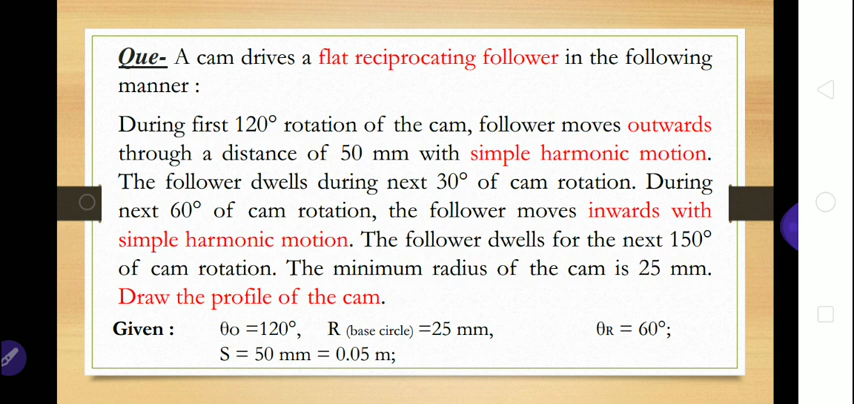 Que- A cam drives a flat reciprocating follower in the following
manner :
During first 120° rotation of the cam, follower moves outwards
through a distance of 50 mm with simple harmonic motion.
The follower dwells during next 30° of cam rotation. During
next 60° of cam rotation, the follower moves inwards with
simple harmonic motion. The follower dwells for the next 150°
of cam rotation. The minimum radius of the cam is 25 mm.
Draw the profile of the cam.
Given : θo =120°, R (base circle) =25 mm, θR = 60°;
S = 50 mm = 0.05 m;